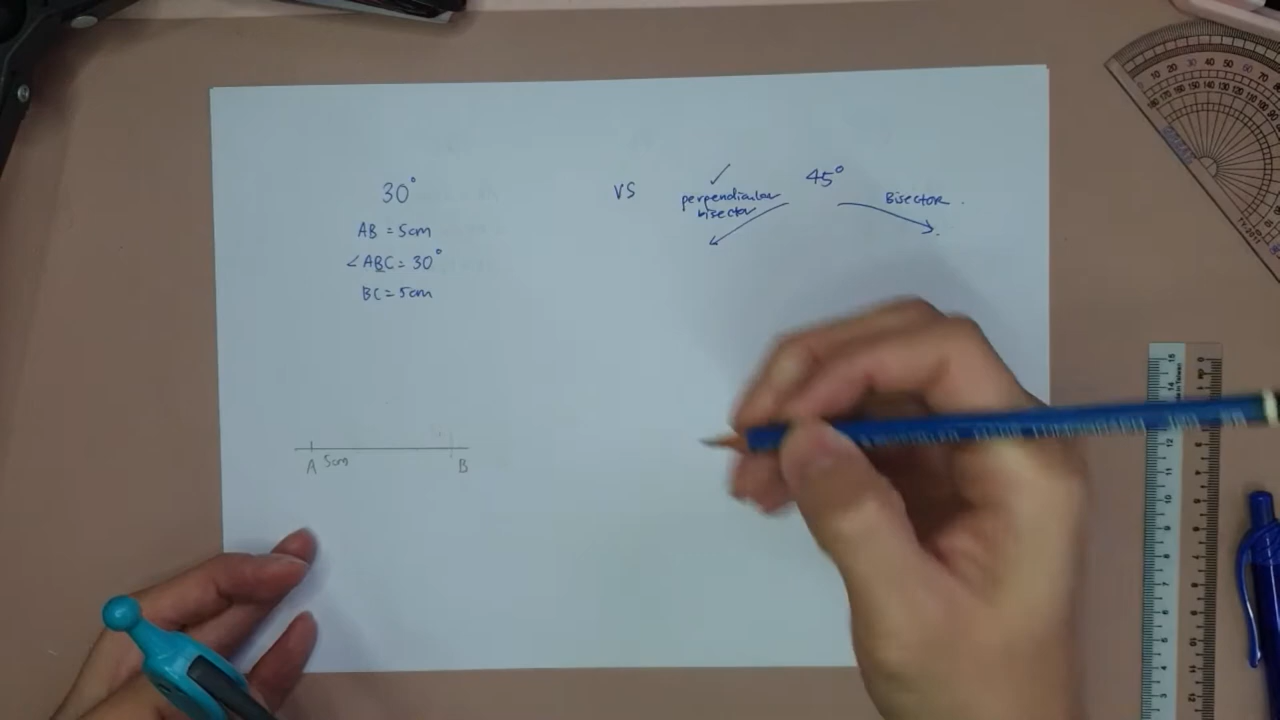 30°
AB = 5cm
∠ABC = 30°
BC = 5cm
VS
45°
✓
perpendicular
bisector
Bisector.
A 5cm B